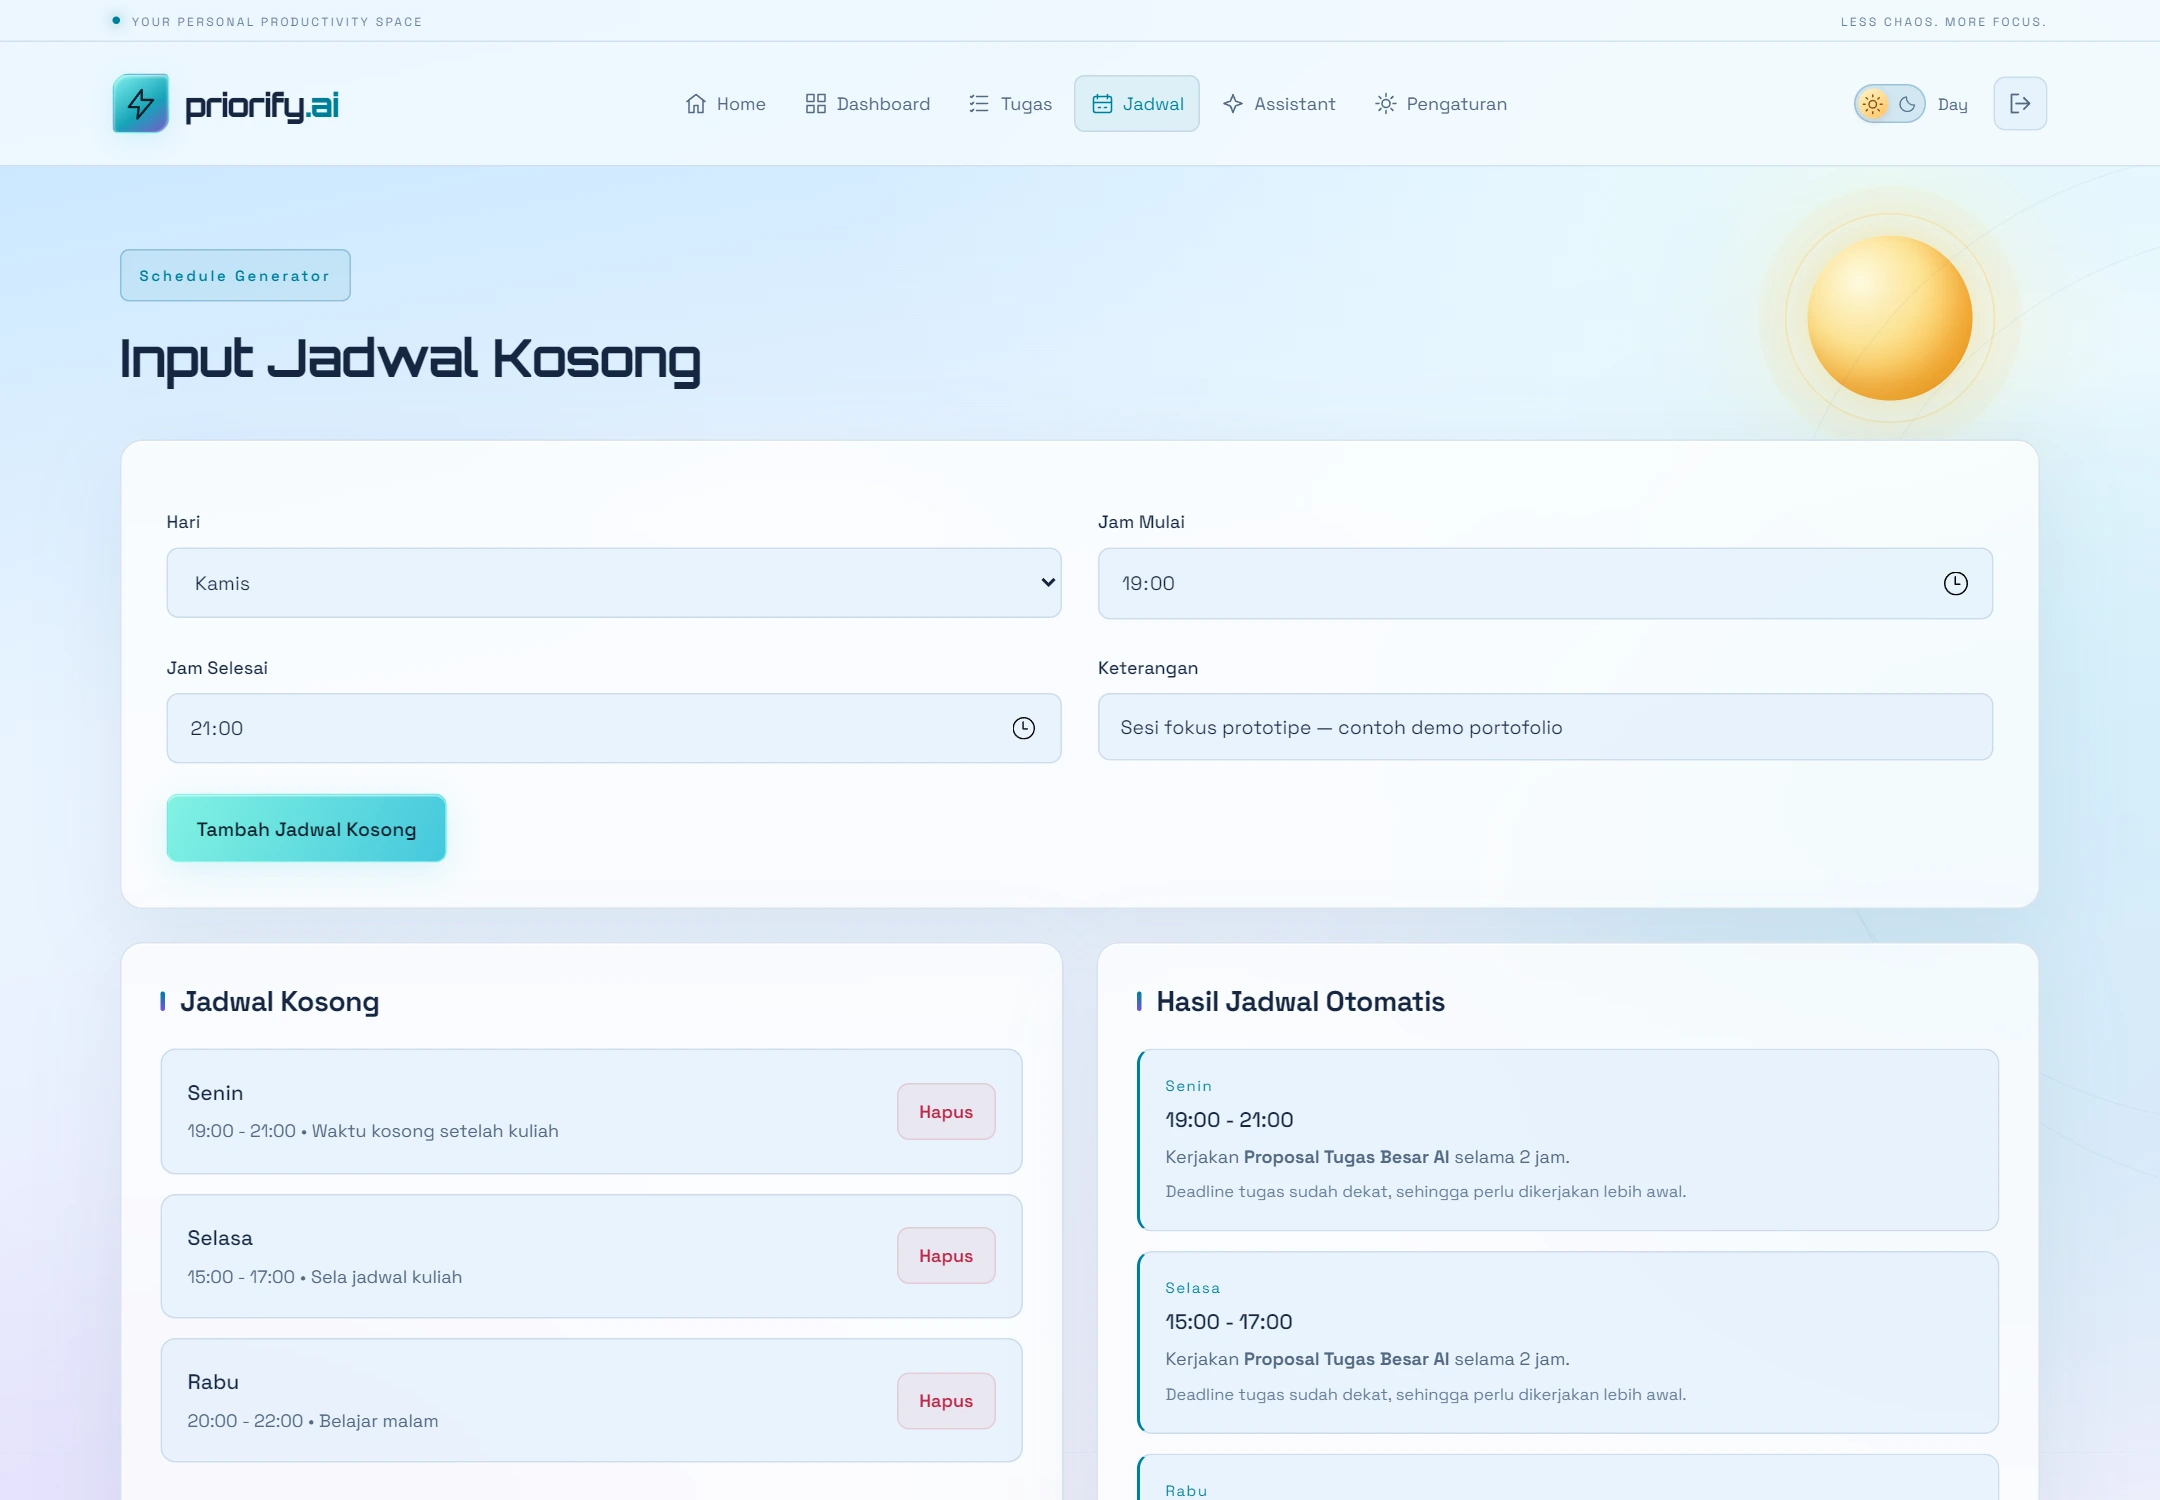 YOUR PERSONAL PRODUCTIVITY SPACE
LESS CHAOS. MORE FOCUS.
priorify.ai
Home
Dashboard
Tugas
Jadwal
Assistant
Pengaturan
Day
Schedule Generator
Input Jadwal Kosong
Hari
Kamis
Jam Mulai
19:00
Jam Selesai
21:00
Keterangan
Sesi fokus prototipe — contoh demo portofolio
Tambah Jadwal Kosong
Jadwal Kosong
Senin
19:00 - 21:00 • Waktu kosong setelah kuliah
Hapus
Selasa
15:00 - 17:00 • Sela jadwal kuliah
Hapus
Rabu
20:00 - 22:00 • Belajar malam
Hapus
Hasil Jadwal Otomatis
Senin
19:00 - 21:00
Kerjakan Proposal Tugas Besar AI selama 2 jam.
Deadline tugas sudah dekat, sehingga perlu dikerjakan lebih awal.
Selasa
15:00 - 17:00
Kerjakan Proposal Tugas Besar AI selama 2 jam.
Deadline tugas sudah dekat, sehingga perlu dikerjakan lebih awal.
Rabu